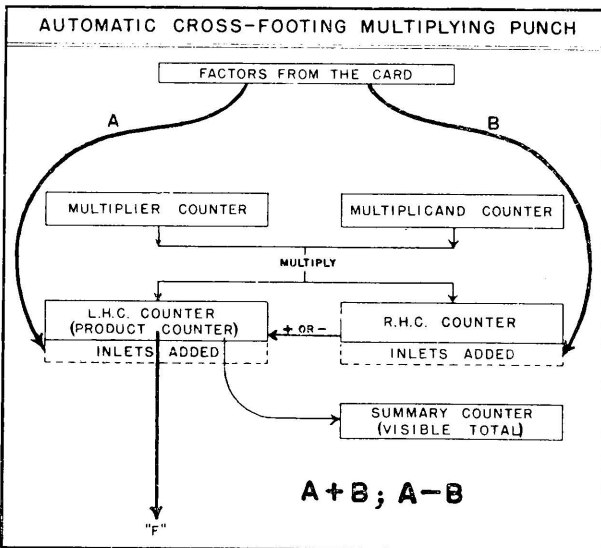 AUTOMATIC CROSS-FOOTING MULTIPLYING PUNCH
FACTORS FROM THE CARD
A
B
MULTIPLIER COUNTER
MULTIPLICAND COUNTER
MULTIPLY
L.H.C. COUNTER
(PRODUCT COUNTER)
+ OR -
R.H.C. COUNTER
INLETS ADDED
INLETS ADDED
SUMMARY COUNTER
(VISIBLE TOTAL)
A+B; A-B
"F"